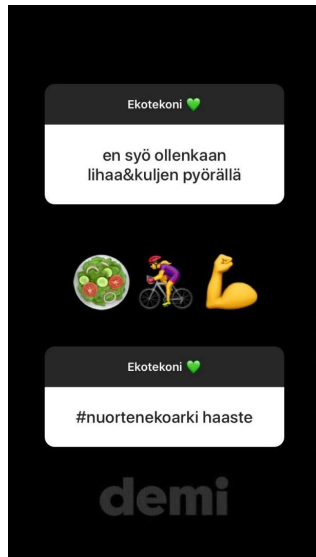 Ekotekoni 💚
en syö ollenkaan
lihaa&kuljen pyörällä
🥗🚴‍♀️💪
Ekotekoni 💚
#nuortenekoarki haaste
demi